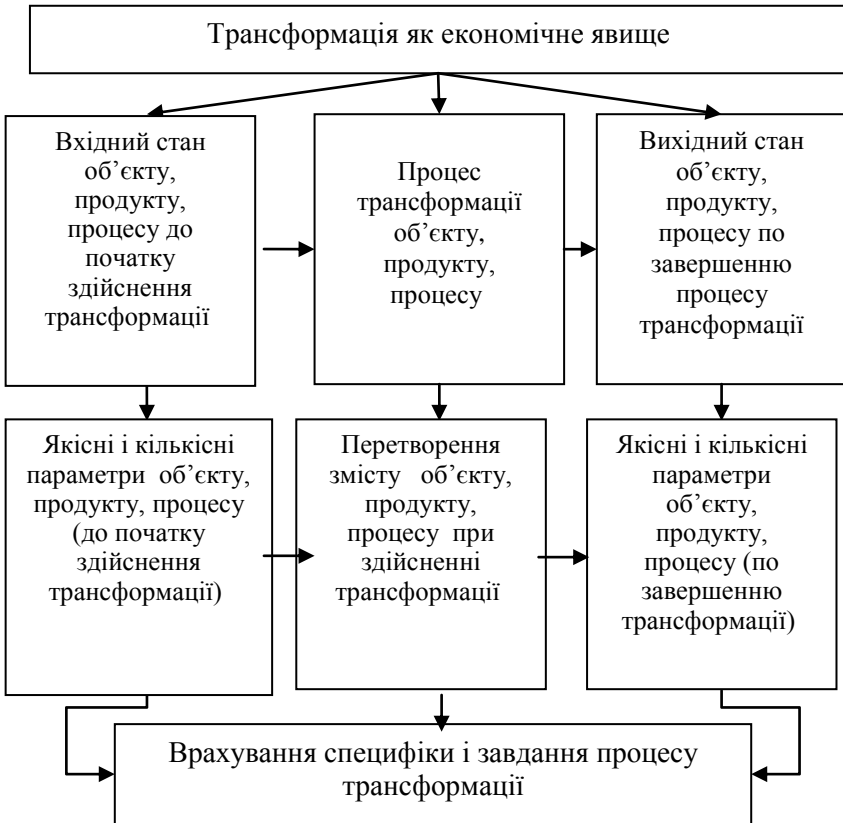 Трансформація як економічне явище
Вхідний стан
об’єкту,
продукту,
процесу до
початку
здійснення
трансформації
Процес
трансформації
об’єкту,
продукту,
процесу
Вихідний стан
об’єкту,
продукту,
процесу по
завершенню
процесу
трансформації
Якісні і кількісні
параметри об’єкту,
продукту, процесу
(до початку
здійснення
трансформації)
Перетворення
змісту об’єкту,
продукту,
процесу при
здійсненні
трансформації
Якісні і кількісні
параметри
об’єкту,
продукту,
процесу (по
завершенню
трансформації)
Врахування специфіки і завдання процесу
трансформації